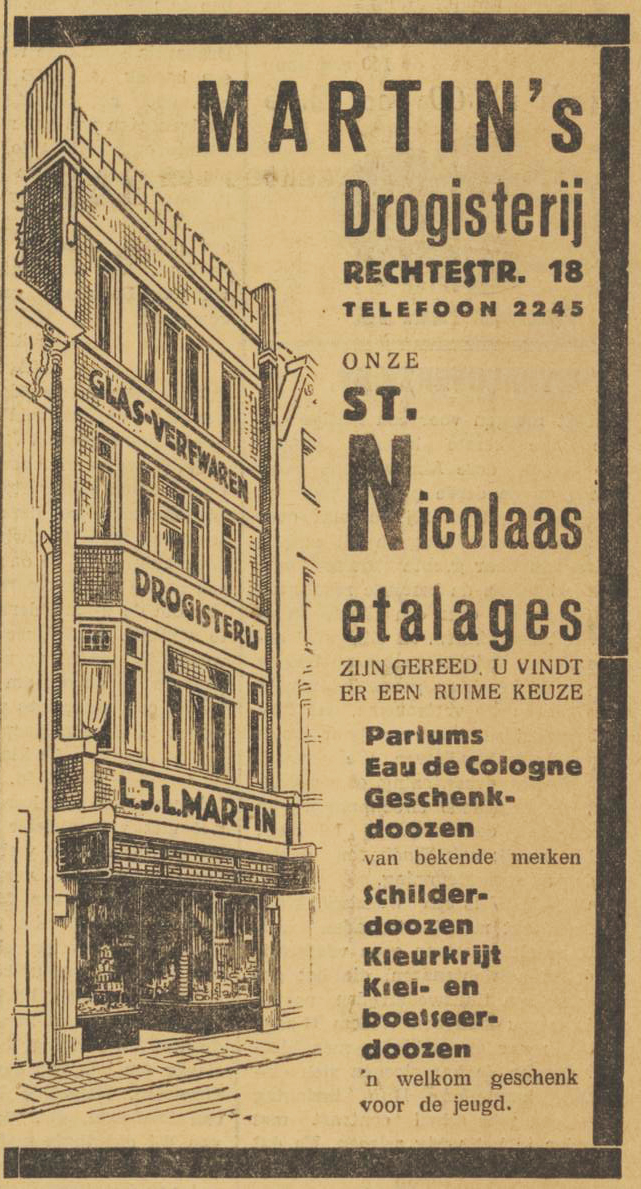 MARTIN's
Drogisterij
RECHTESTR. 18
TELEFOON 2245
ONZE
ST.
Nicolaas
etalages
ZIJN GEREED. U VINDT
ER EEN RUIME KEUZE
Parfums
Eau de Cologne
Geschenk-
doozen
van bekende merken
Schilder-
doozen
Kleurkrijt
Klei- en
boetseer-
doozen
'n welkom geschenk
voor de jeugd.
GLAS-VERFWAREN
DROGISTERIJ
L.J.L.MARTIN